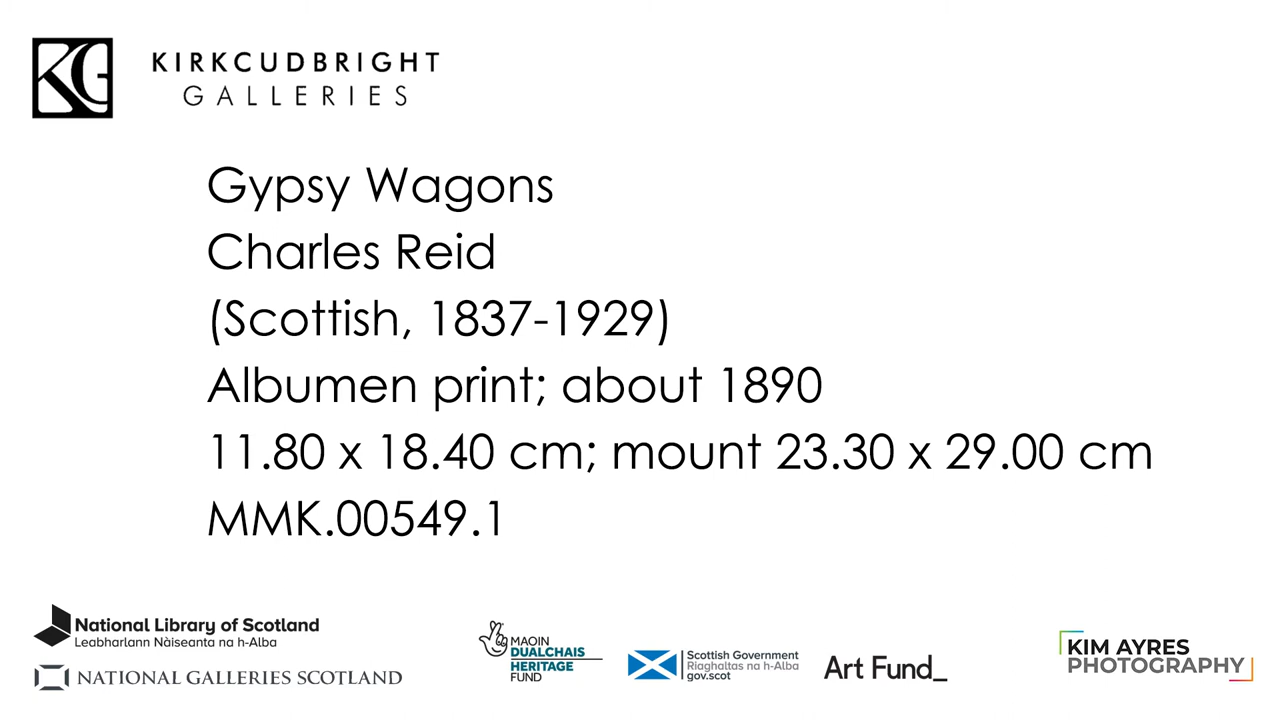 KG
KIRKCUDBRIGHT
GALLERIES
Gypsy Wagons
Charles Reid
(Scottish, 1837-1929)
Albumen print; about 1890
11.80 x 18.40 cm; mount 23.30 x 29.00 cm
MMK.00549.1
National Library of Scotland
Leabharlann Nàiseanta na h-Alba
NATIONAL GALLERIES SCOTLAND
MAOIN
DUALCHAIS
HERITAGE
FUND
Scottish Government
Riaghaltas na h-Alba
gov.scot
Art Fund_
KIM AYRES
PHOTOGRAPHY